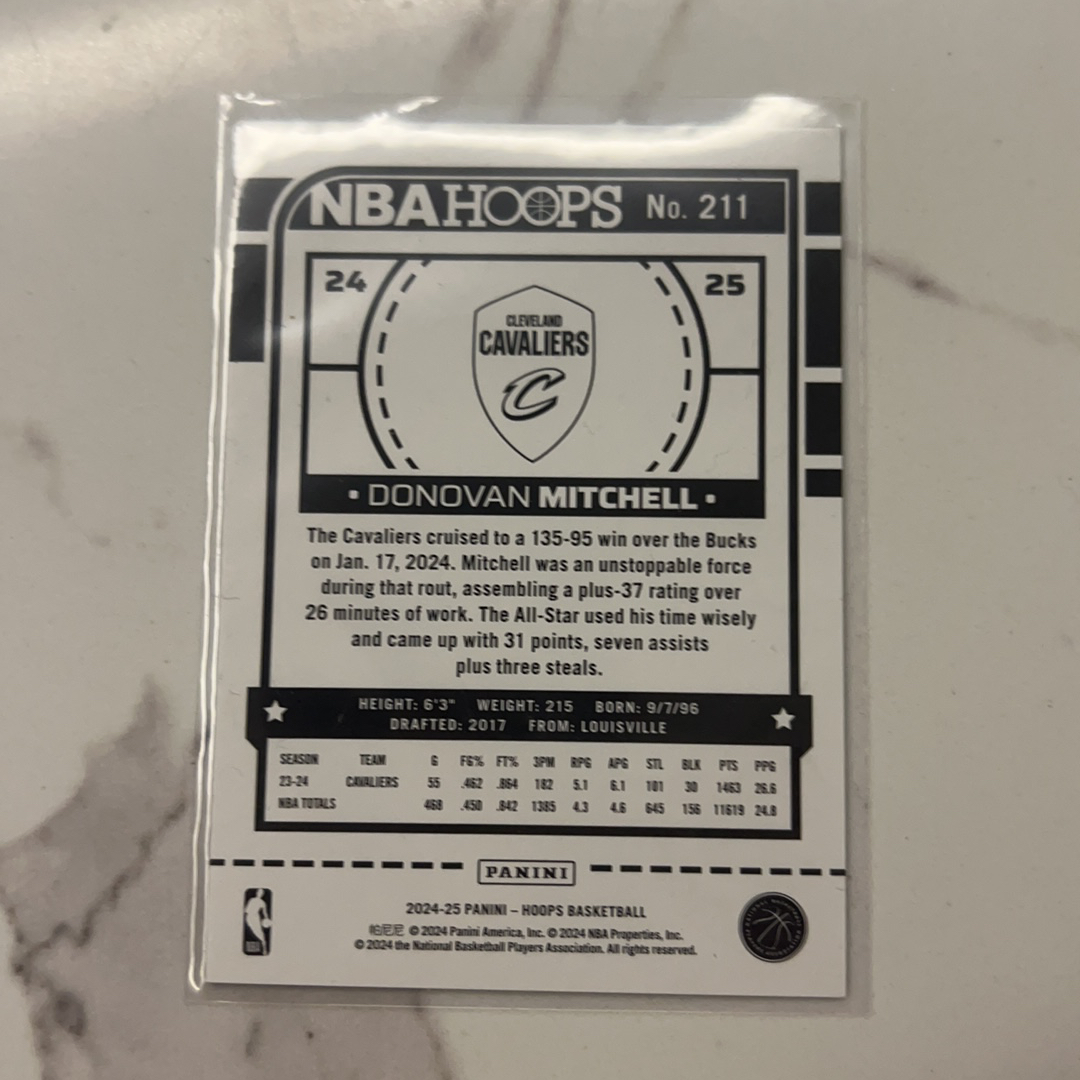 NBA HOOPS No. 211
24 25
CLEVELAND
CAVALIERS
C
• DONOVAN MITCHELL •
The Cavaliers cruised to a 135-95 win over the Bucks
on Jan. 17, 2024. Mitchell was an unstoppable force
during that rout, assembling a plus-37 rating over
26 minutes of work. The All-Star used his time wisely
and came up with 31 points, seven assists
plus three steals.
HEIGHT: 6'3" WEIGHT: 215 BORN: 9/7/96
DRAFTED: 2017 FROM: LOUISVILLE
SEASON TEAM G FG% FT% 3PM RPG APG STL BLK PTS PPG
23-24 CAVALIERS 55 .462 .864 182 5.1 6.1 101 30 1463 26.6
NBA TOTALS 468 .450 .842 1385 4.3 4.6 645 156 11619 24.8
PANINI
2024-25 PANINI – HOOPS BASKETBALL
帕尼尼 © 2024 Panini America, Inc. © 2024 NBA Properties, Inc.
© 2024 the National Basketball Players Association. All rights reserved.
NBA